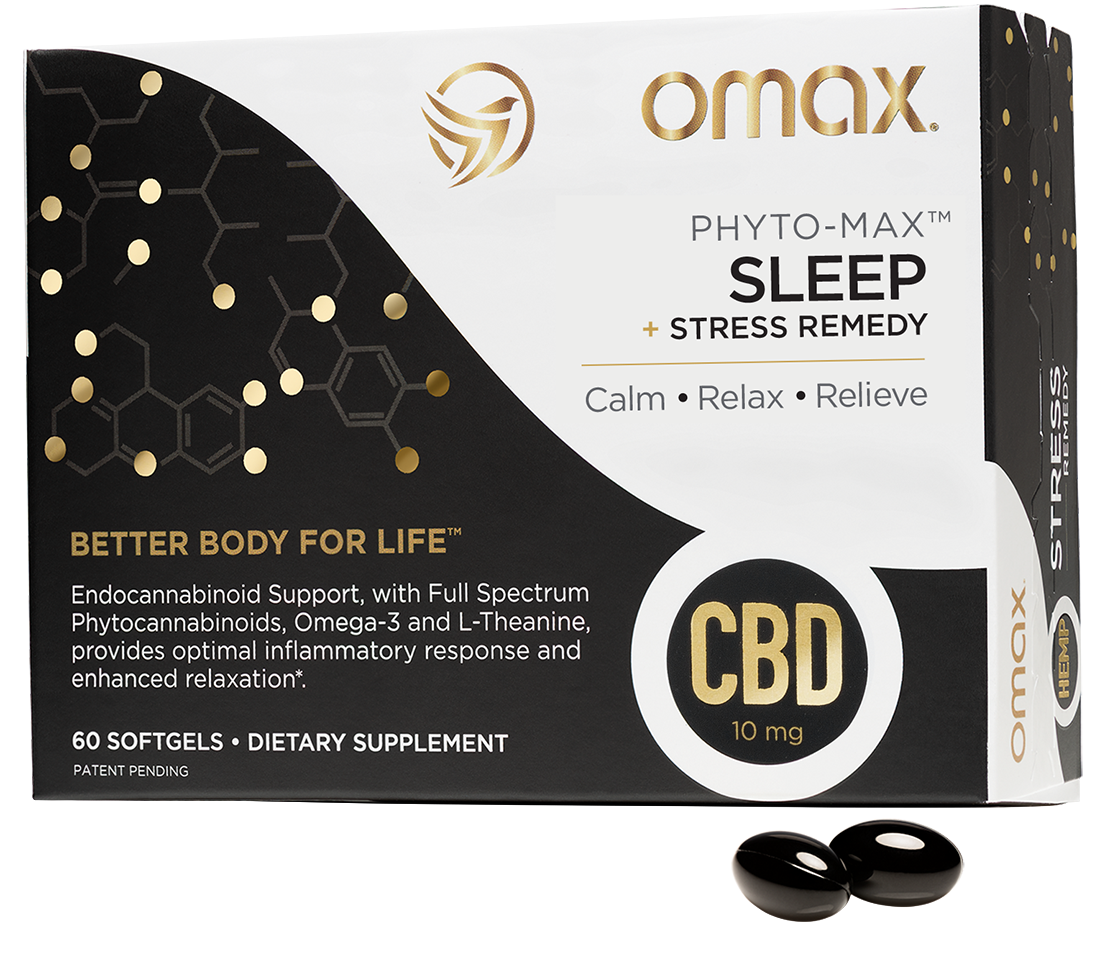 omax®
PHYTO-MAX™
SLEEP
+ STRESS REMEDY
Calm • Relax • Relieve
BETTER BODY FOR LIFE™
Endocannabinoid Support, with Full Spectrum
Phytocannabinoids, Omega-3 and L-Theanine,
provides optimal inflammatory response and
enhanced relaxation*.
60 SOFTGELS • DIETARY SUPPLEMENT
PATENT PENDING
CBD
10 mg
STRESS
REMEDY
HEMP
omax